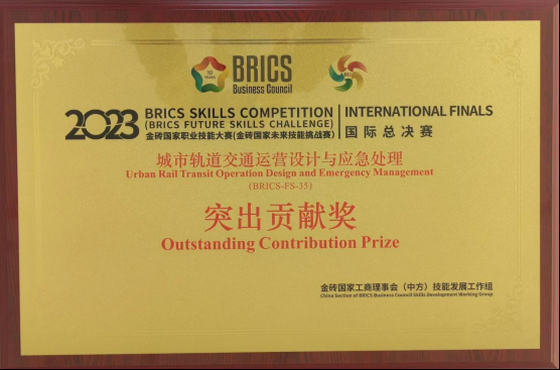 BRICS
Business Council
2023
BRICS SKILLS COMPETITION
(BRICS FUTURE SKILLS CHALLENGE)
金砖国家职业技能大赛(金砖国家未来技能挑战赛)
INTERNATIONAL FINALS
国际总决赛
城市轨道交通运营设计与应急处理
Urban Rail Transit Operation Design and Emergency Management
(BRICS-FS-35)
突出贡献奖
Outstanding Contribution Prize
金砖国家工商理事会（中方）技能发展工作组
China Section of BRICS Business Council Skills Development Working Group